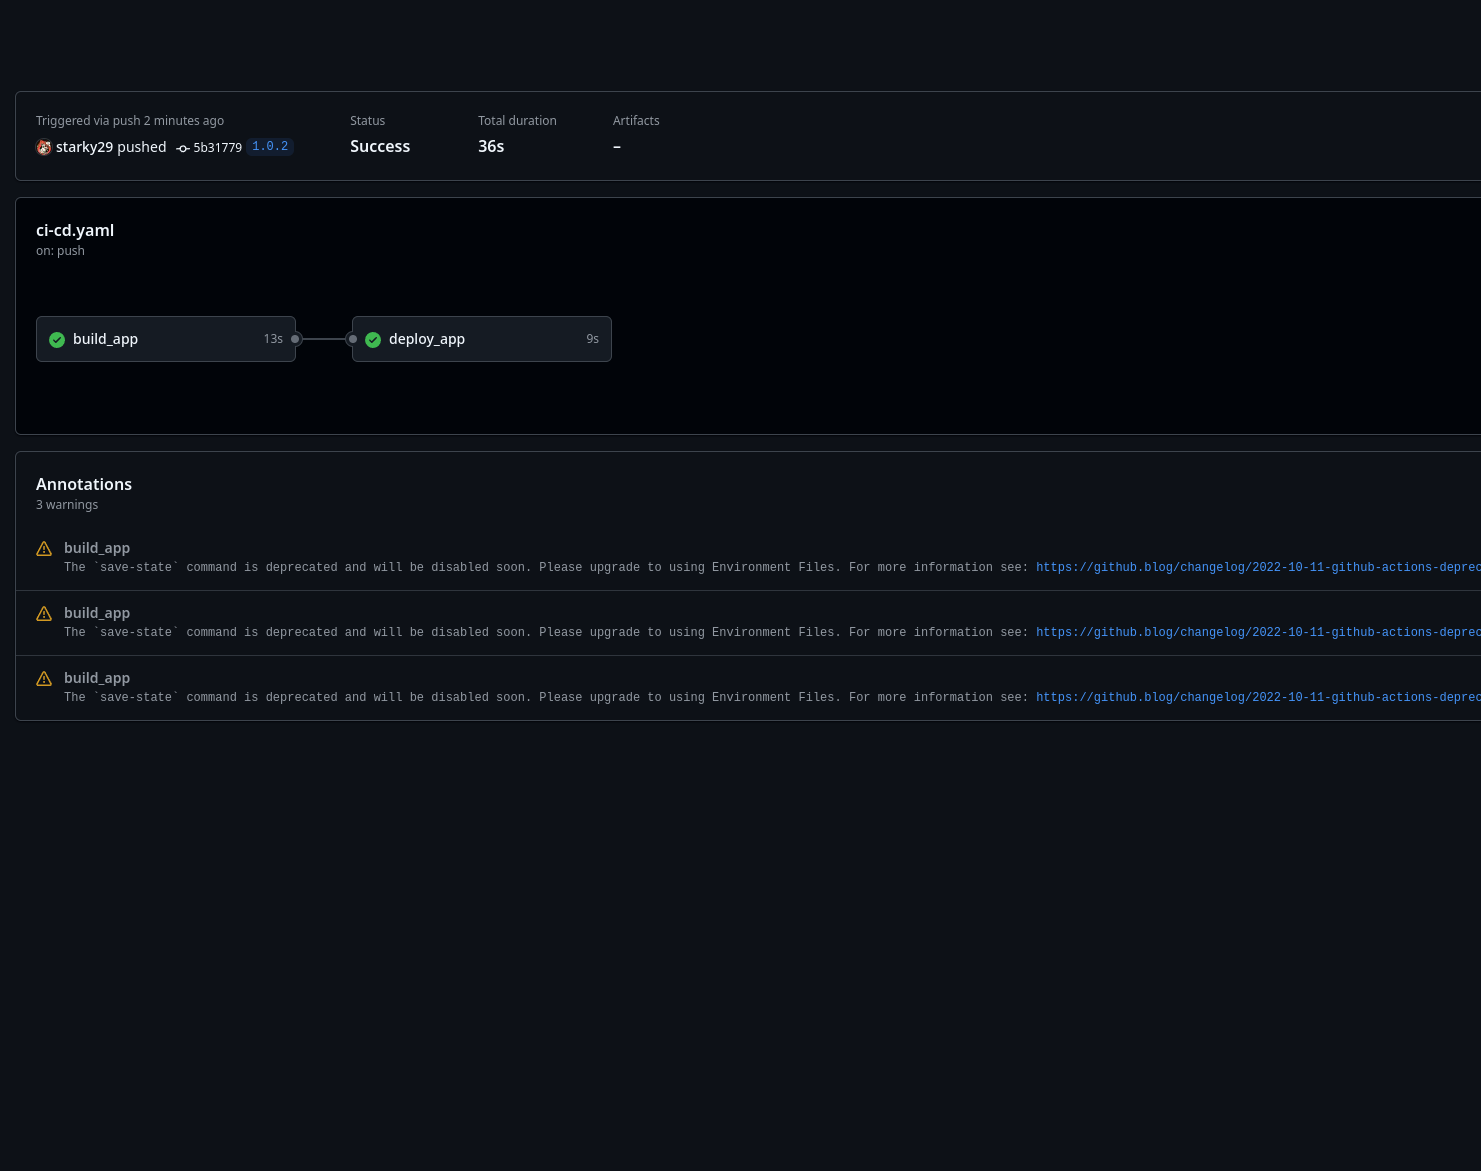 Triggered via push 2 minutes ago
starky29 pushed 5b31779 1.0.2
Status
Success
Total duration
36s
Artifacts
–
ci-cd.yaml
on: push
build_app 13s
deploy_app 9s
Annotations
3 warnings
build_app
The `save-state` command is deprecated and will be disabled soon. Please upgrade to using Environment Files. For more information see: https://github.blog/changelog/2022-10-11-github-actions-deprec
build_app
The `save-state` command is deprecated and will be disabled soon. Please upgrade to using Environment Files. For more information see: https://github.blog/changelog/2022-10-11-github-actions-deprec
build_app
The `save-state` command is deprecated and will be disabled soon. Please upgrade to using Environment Files. For more information see: https://github.blog/changelog/2022-10-11-github-actions-deprec